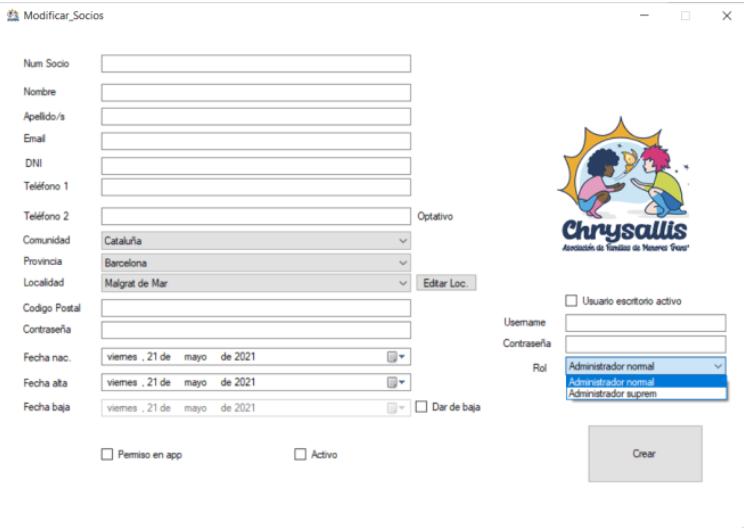 Modificar_Socios
Num Socio
Nombre
Apellido/s
Email
DNI
Teléfono 1
Teléfono 2 Optativo
Comunidad Cataluña
Provincia Barcelona
Localidad Malgrat de Mar Editar Loc.
Codigo Postal
Contraseña
Fecha nac. viernes , 21 de mayo de 2021
Fecha alta viernes , 21 de mayo de 2021
Fecha baja viernes , 21 de mayo de 2021 Dar de baja
Permiso en app Activo
Chrysallis
Asociación de Familias de Menores Trans*
Usuario escritorio activo
Username
Contraseña
Rol Administrador normal
Administrador normal
Administrador suprem
Crear